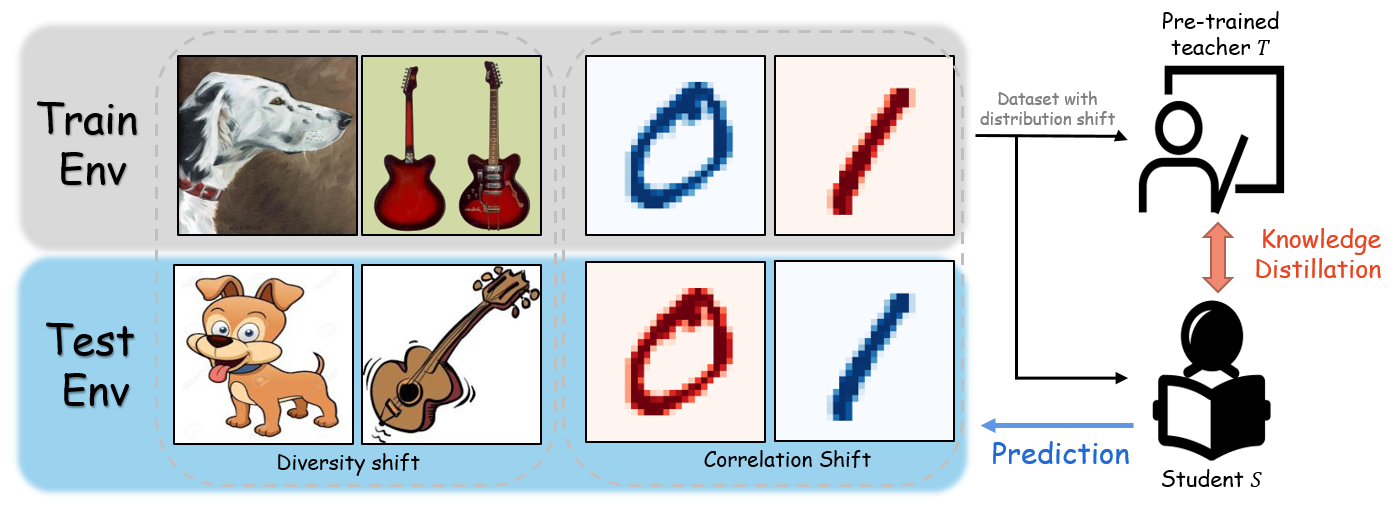 Train
Env
Test
Env
Diversity shift
Correlation Shift
Dataset with
distribution shift
Pre-trained
teacher T
Knowledge
Distillation
Prediction
Student S